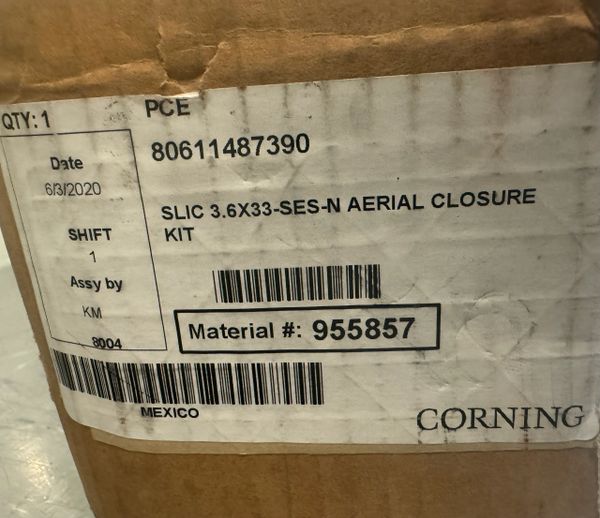 QTY: 1
PCE
80611487390
Date
6/3/2020
SLIC 3.6X33-SES-N AERIAL CLOSURE
KIT
SHIFT
1
Assy by
KM
8004
Material #: 955857
MEXICO
CORNING